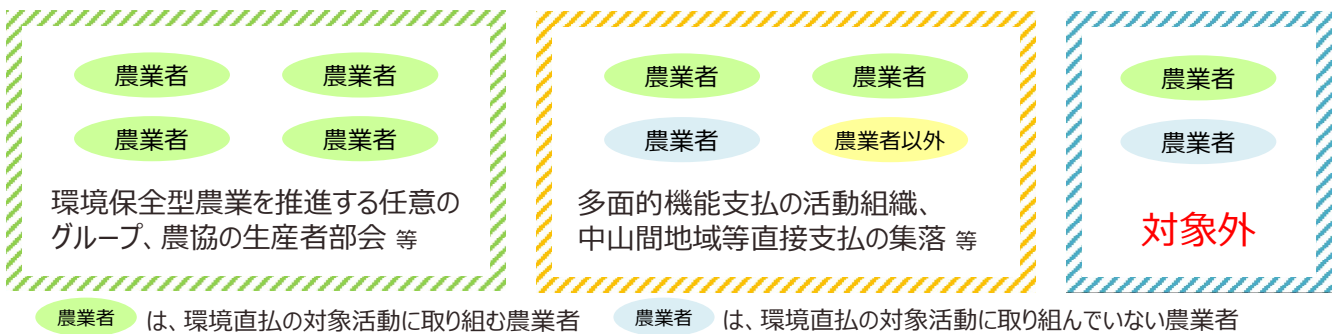 農業者 農業者
農業者 農業者
環境保全型農業を推進する任意の
グループ、農協の生産者部会 等
農業者 農業者
農業者 農業者以外
多面的機能支払の活動組織、
中山間地域等直接支払の集落 等
農業者
農業者
対象外
農業者 は、環境直払の対象活動に取り組む農業者 農業者 は、環境直払の対象活動に取り組んでいない農業者